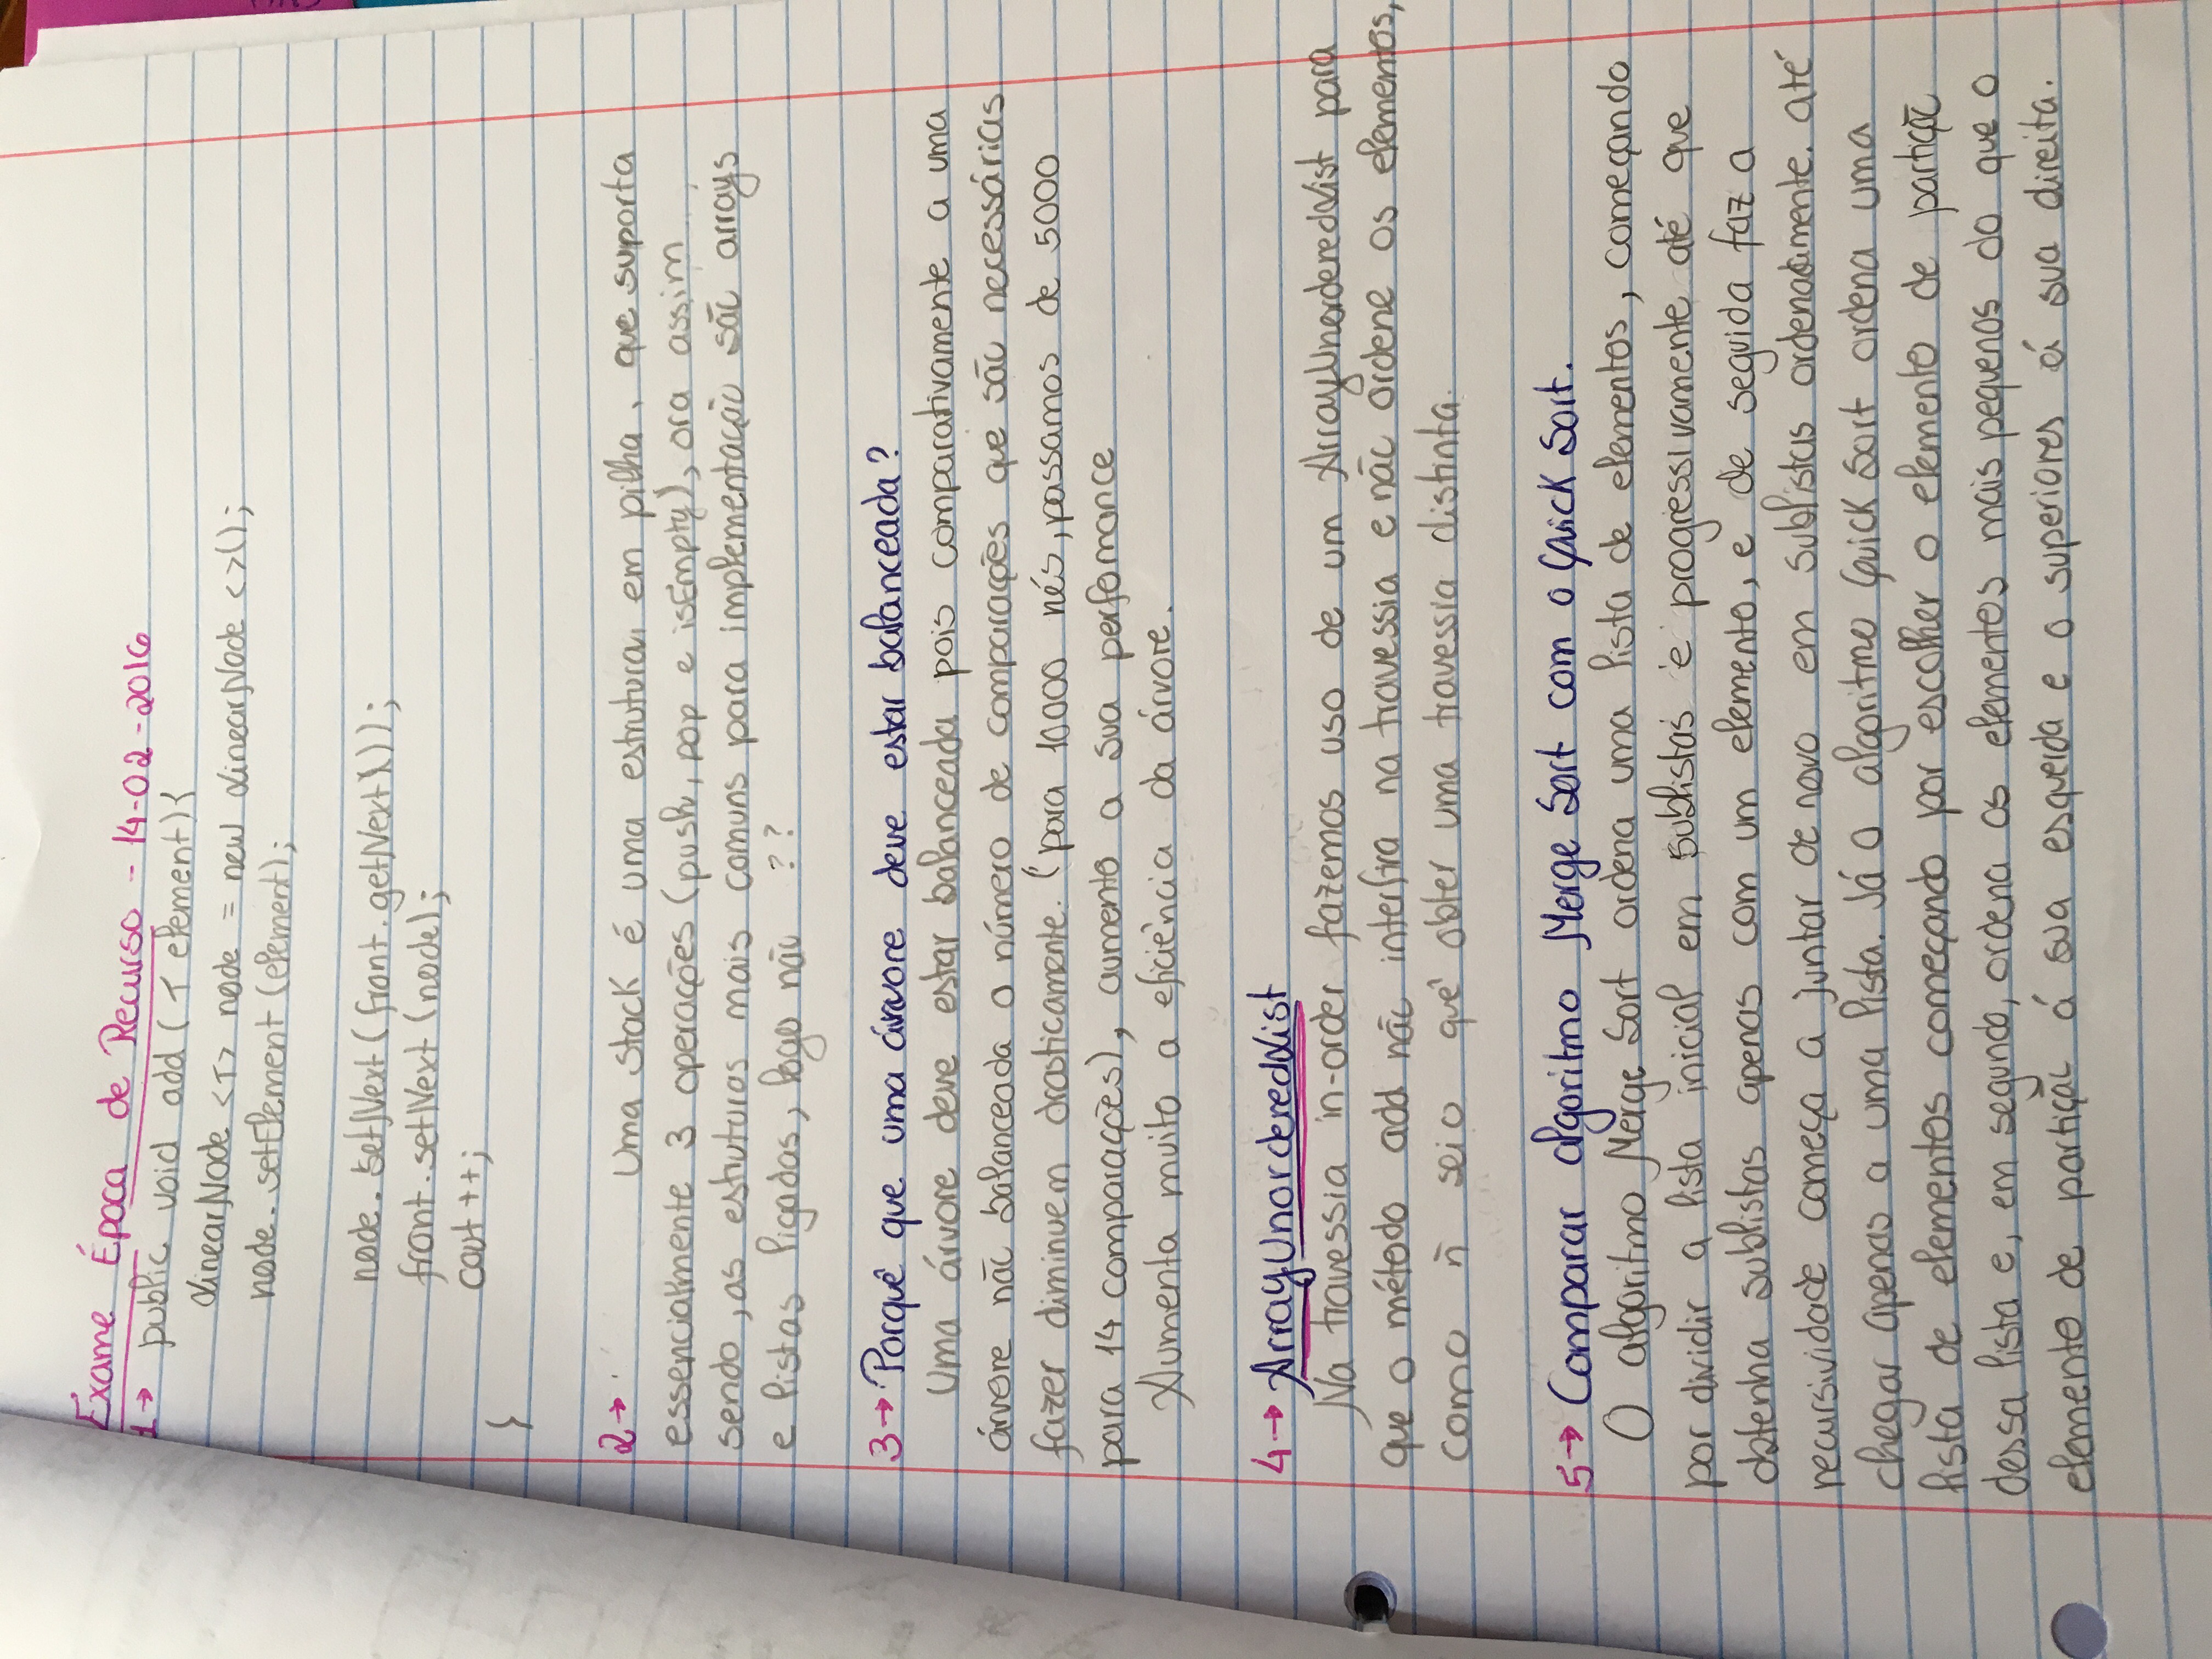 Exame Época de Recurso - 14-02-2016
1→ public void add (T element){
LinearNode <T> node = new LinearNode <>();
node.setElement(element);
node.setNext(front.getNext());
front.setNext(node);
cout++;
}
2→ Uma stack é uma estrutura, em pilha, que suporta
essencialmente 3 operações (push, pop e isEmpty), ora assim
sendo, as estruturas mais comuns para implementação são arrays
e listas ligadas, logo não ??
3→ Porquê que uma árvore deve estar balanceada?
Uma árvore deve estar balanceada pois comparativamente a uma
árvore não balanceada o número de comparações que são necessárias
fazer diminuem drasticamente. (para 10000 nós, passamos de 5000
para 14 comparações), aumento a sua perfomance
Aumenta muito a eficiência da árvore.
4→ ArrayUnorderedList
Na travessia in-order fazemos uso de um ArrayUnorderedList para
que o método add não interfira na travessia e não ordene os elementos,
como ñ seio quê obter uma travessia distinta.
5→ Comparar algoritmo Merge Sort com o Quick Sort.
O algoritmo Merge Sort ordena uma lista de elementos, começando
por dividir a lista inicial em sublistas e progressivamente até que
obtenha sublistas apenas com um elemento, e de seguida faz a
recursividade começa a juntar de novo em sublistas ordenadamente. até
chegar apenas a uma lista. Já o algoritmo Quick Sort ordena uma
lista de elementos começando por escolher o elemento de partição
dessa lista e, em segundo, ordena os elementos mais pequenos do que o
elemento de partição á sua esquerda e o superiores á sua direita.